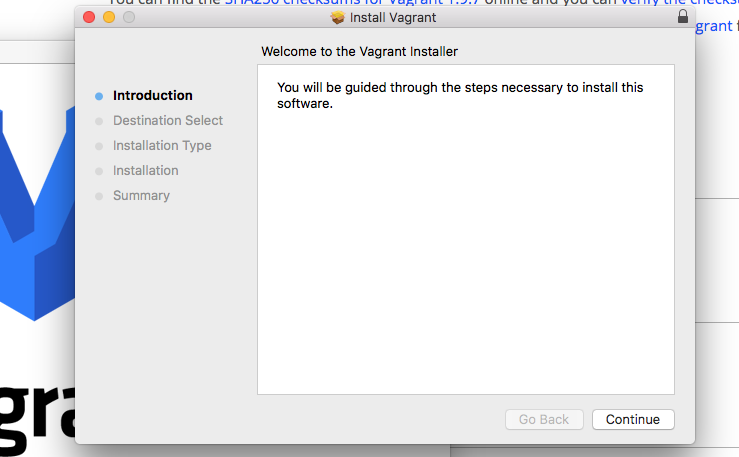 You can find the SHA256 checksums for Vagrant 1.9.7 online and you can verify the checks
Install Vagrant
grant f
Welcome to the Vagrant Installer
Introduction
Destination Select
Installation Type
Installation
Summary
You will be guided through the steps necessary to install this
software.
gra
Go Back
Continue